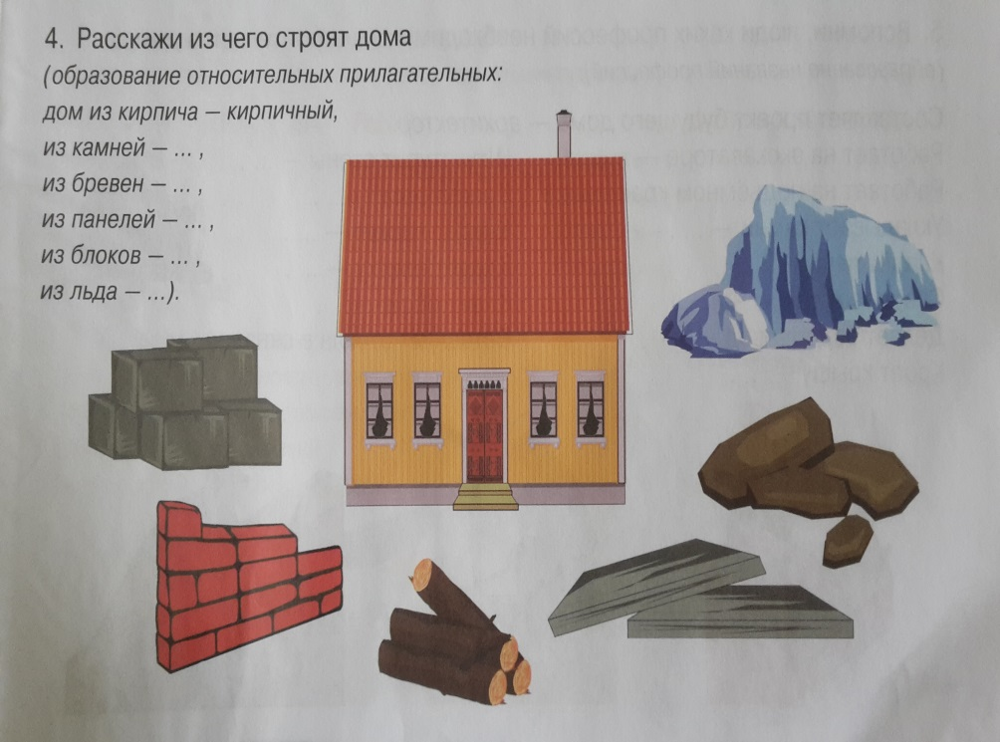 4. Расскажи из чего строят дома
(образование относительных прилагательных:
дом из кирпича – кирпичный,
из камней – ... ,
из бревен – ... ,
из панелей – ... ,
из блоков – ... ,
из льда – ...).